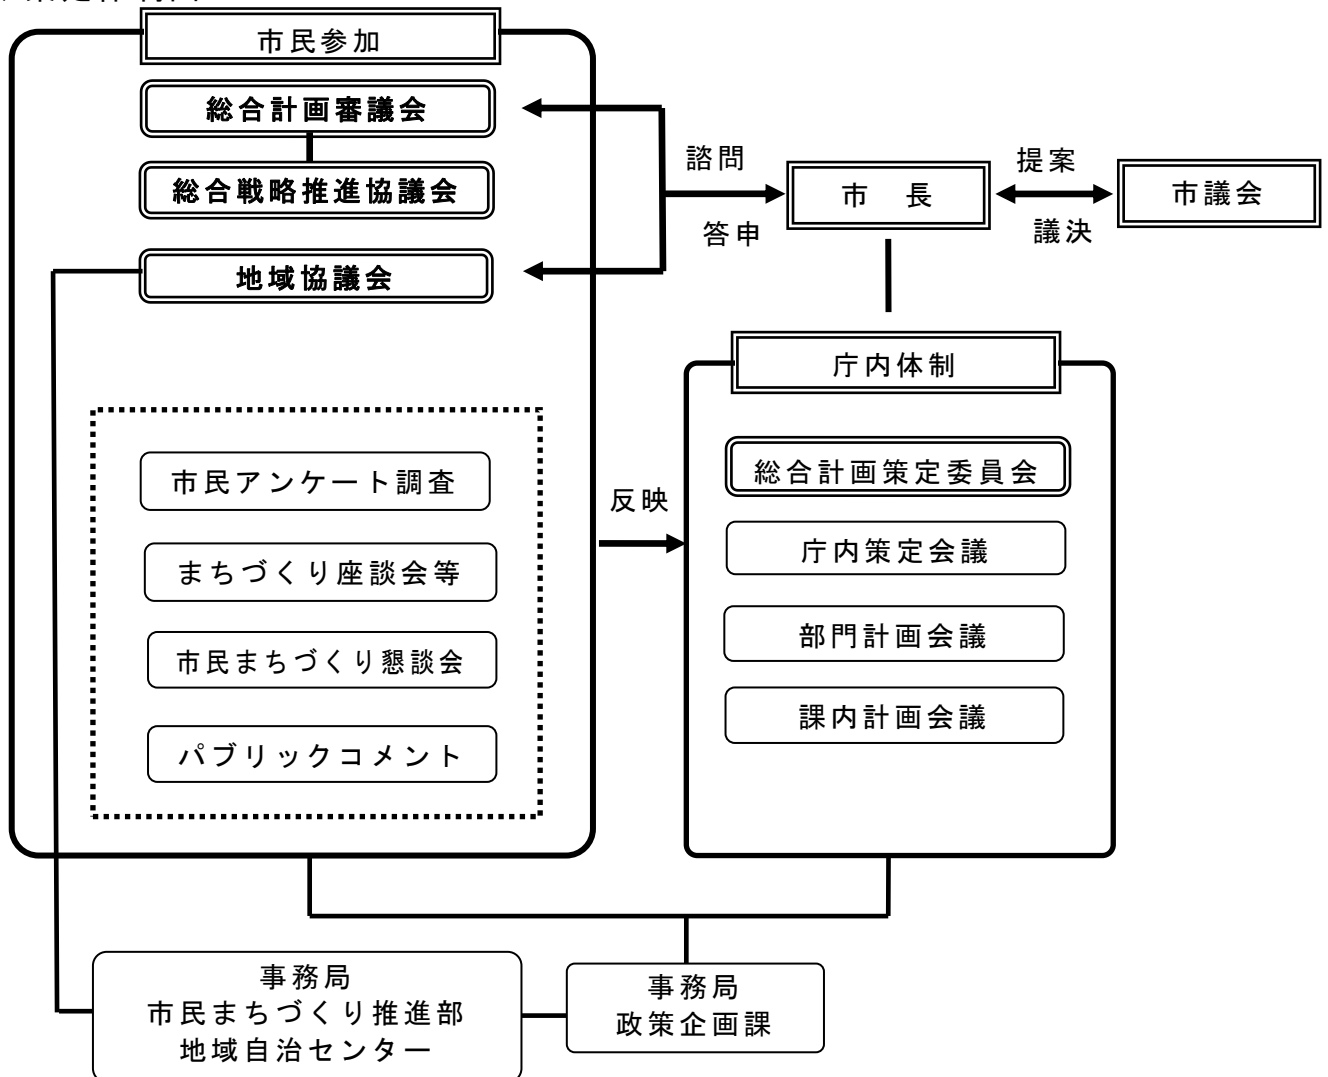 市民参加
総合計画審議会
総合戦略推進協議会
地域協議会
諮問
答申
市　長
提案
議決
市議会
市民アンケート調査
まちづくり座談会等
市民まちづくり懇談会
パブリックコメント
反映
庁内体制
総合計画策定委員会
庁内策定会議
部門計画会議
課内計画会議
事務局
市民まちづくり推進部
地域自治センター
事務局
政策企画課